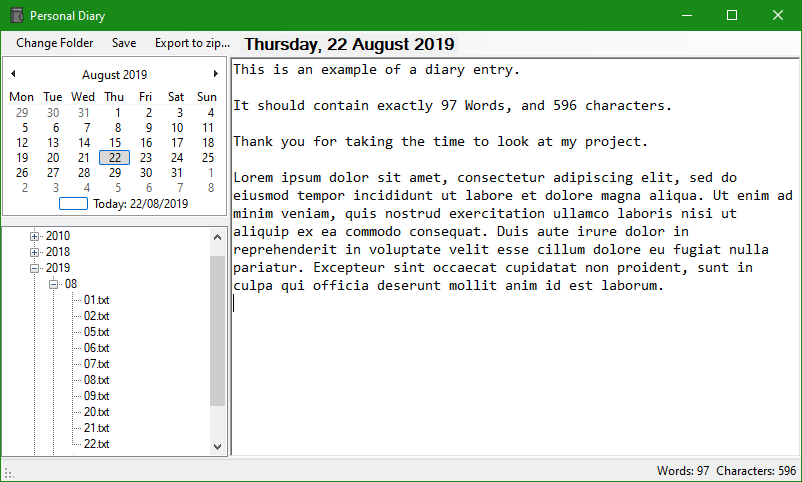 Personal Diary
Change Folder Save Export to zip... Thursday, 22 August 2019
August 2019
Mon Tue Wed Thu Fri Sat Sun
29 30 31 1 2 3 4
5 6 7 8 9 10 11
12 13 14 15 16 17 18
19 20 21 22 23 24 25
26 27 28 29 30 31 1
2 3 4 5 6 7 8
Today: 22/08/2019
2010
2018
2019
08
01.txt
02.txt
05.txt
06.txt
07.txt
08.txt
09.txt
20.txt
21.txt
22.txt
This is an example of a diary entry.
It should contain exactly 97 Words, and 596 characters.
Thank you for taking the time to look at my project.
Lorem ipsum dolor sit amet, consectetur adipiscing elit, sed do
eiusmod tempor incididunt ut labore et dolore magna aliqua. Ut enim ad
minim veniam, quis nostrud exercitation ullamco laboris nisi ut
aliquip ex ea commodo consequat. Duis aute irure dolor in
reprehenderit in voluptate velit esse cillum dolore eu fugiat nulla
pariatur. Excepteur sint occaecat cupidatat non proident, sunt in
culpa qui officia deserunt mollit anim id est laborum.
Words: 97 Characters: 596